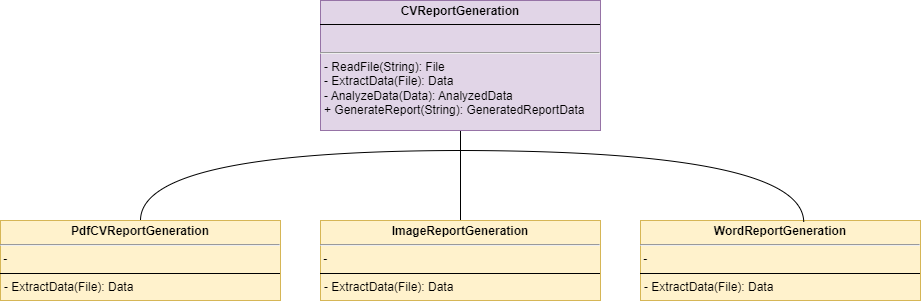 CVReportGeneration
- ReadFile(String): File
- ExtractData(File): Data
- AnalyzeData(Data): AnalyzedData
+ GenerateReport(String): GeneratedReportData
PdfCVReportGeneration
-
- ExtractData(File): Data
ImageReportGeneration
-
- ExtractData(File): Data
WordReportGeneration
-
- ExtractData(File): Data